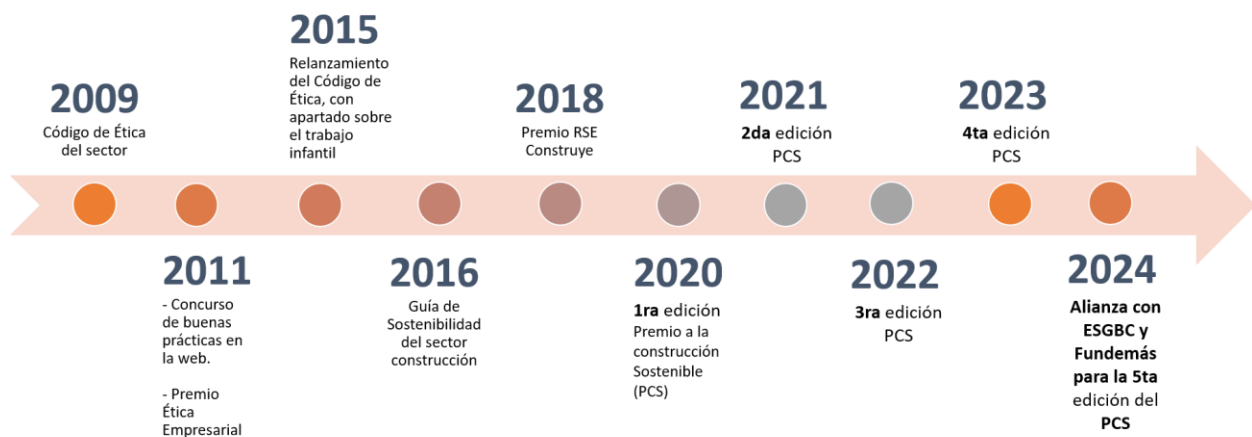 2009
Código de Ética
del sector
2011
- Concurso
de buenas
prácticas en
la web.
- Premio
Ética
Empresarial
2015
Relanzamiento
del Código de
Ética, con
apartado sobre
el trabajo
infantil
2016
Guía de
Sostenibilidad
del sector
construcción
2018
Premio RSE
Construye
2020
1ra edición
Premio a la
construcción
Sostenible
(PCS)
2021
2da edición
PCS
2022
3ra edición
PCS
2023
4ta edición
PCS
2024
Alianza con
ESGBC y
Fundemás
para la 5ta
edición del
PCS